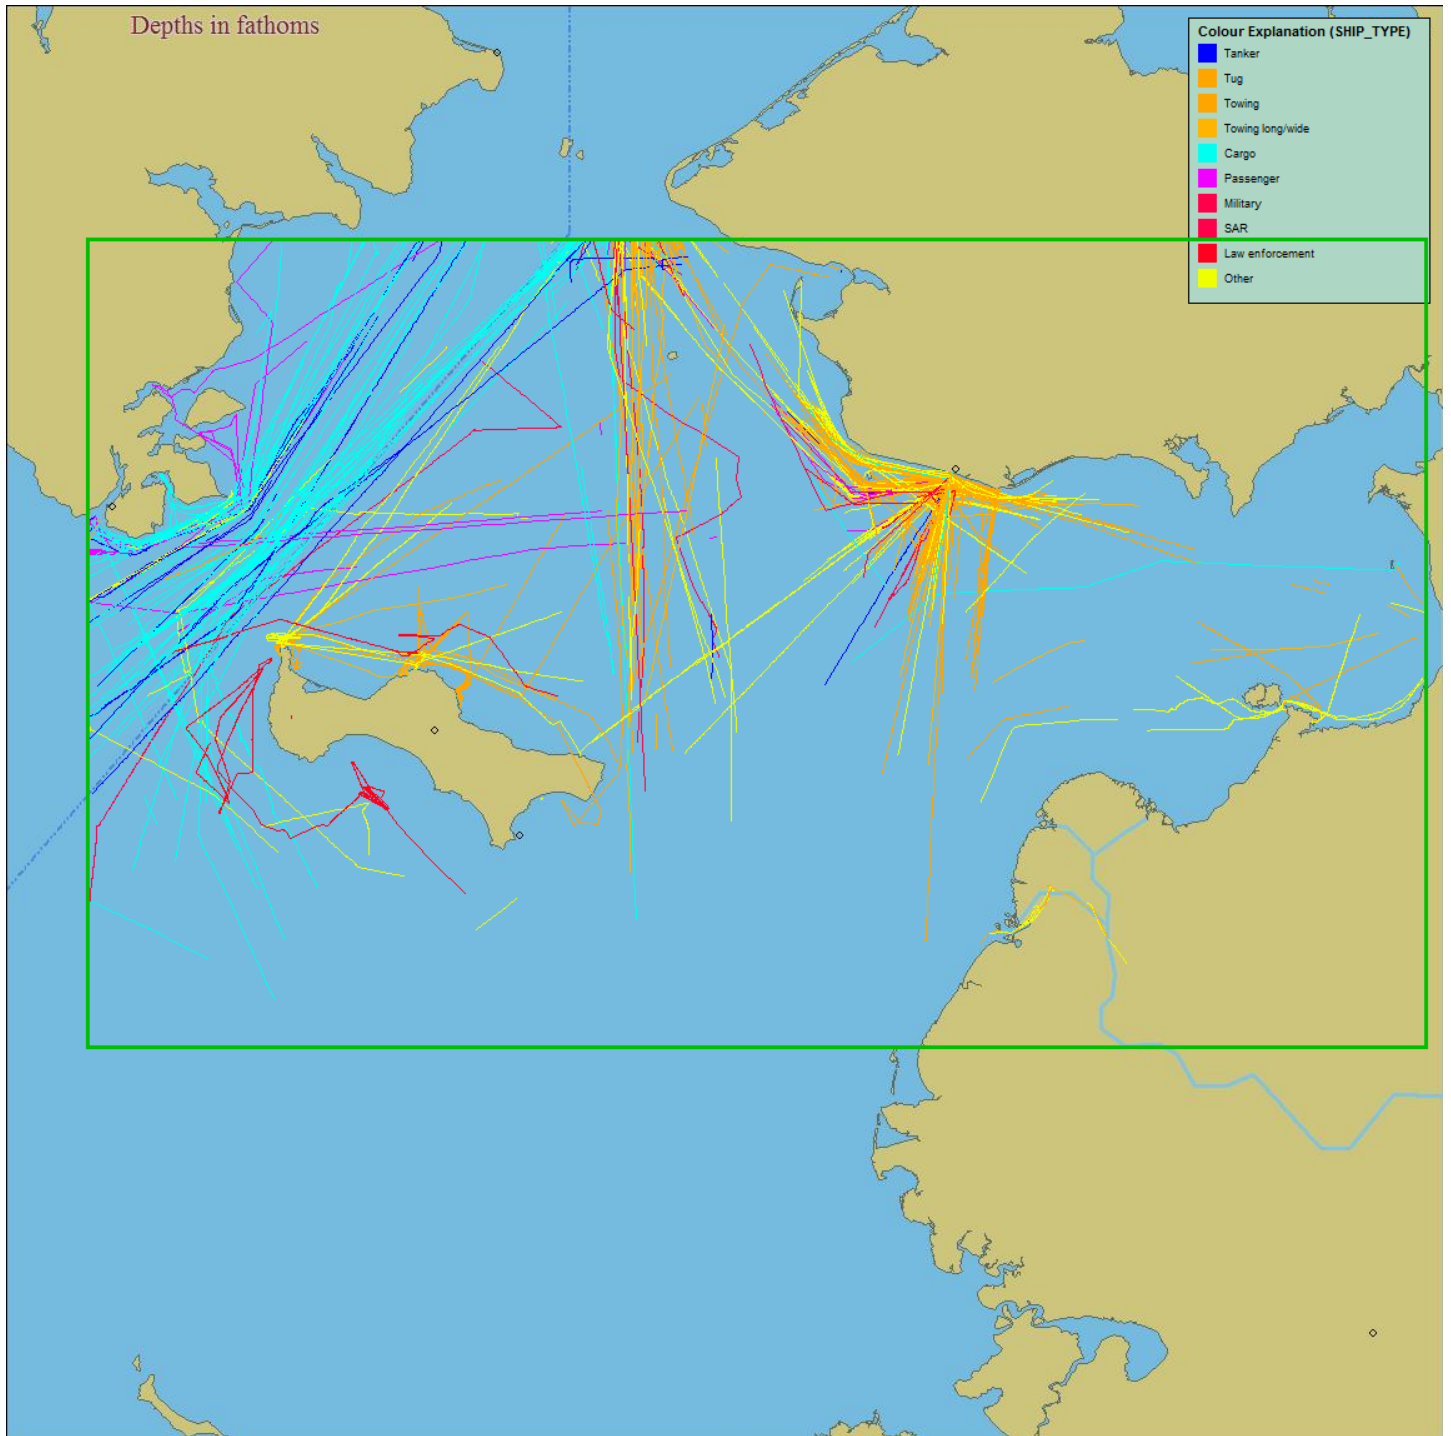 Depths in fathoms
Colour Explanation (SHIP_TYPE)
Tanker
Tug
Towing
Towing long/wide
Cargo
Passenger
Military
SAR
Law enforcement
Other